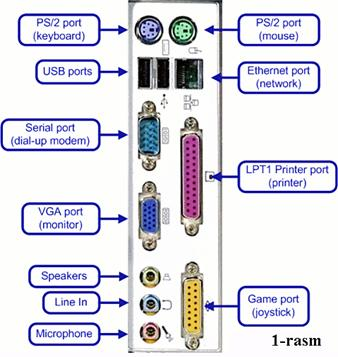 PS/2 port
(keyboard)
PS/2 port
(mouse)
USB ports
Ethernet port
(network)
Serial port
(dial-up modem)
LPT1 Printer port
(printer)
VGA port
(monitor)
Speakers
Line In
Game port
(joystick)
Microphone
1-rasm